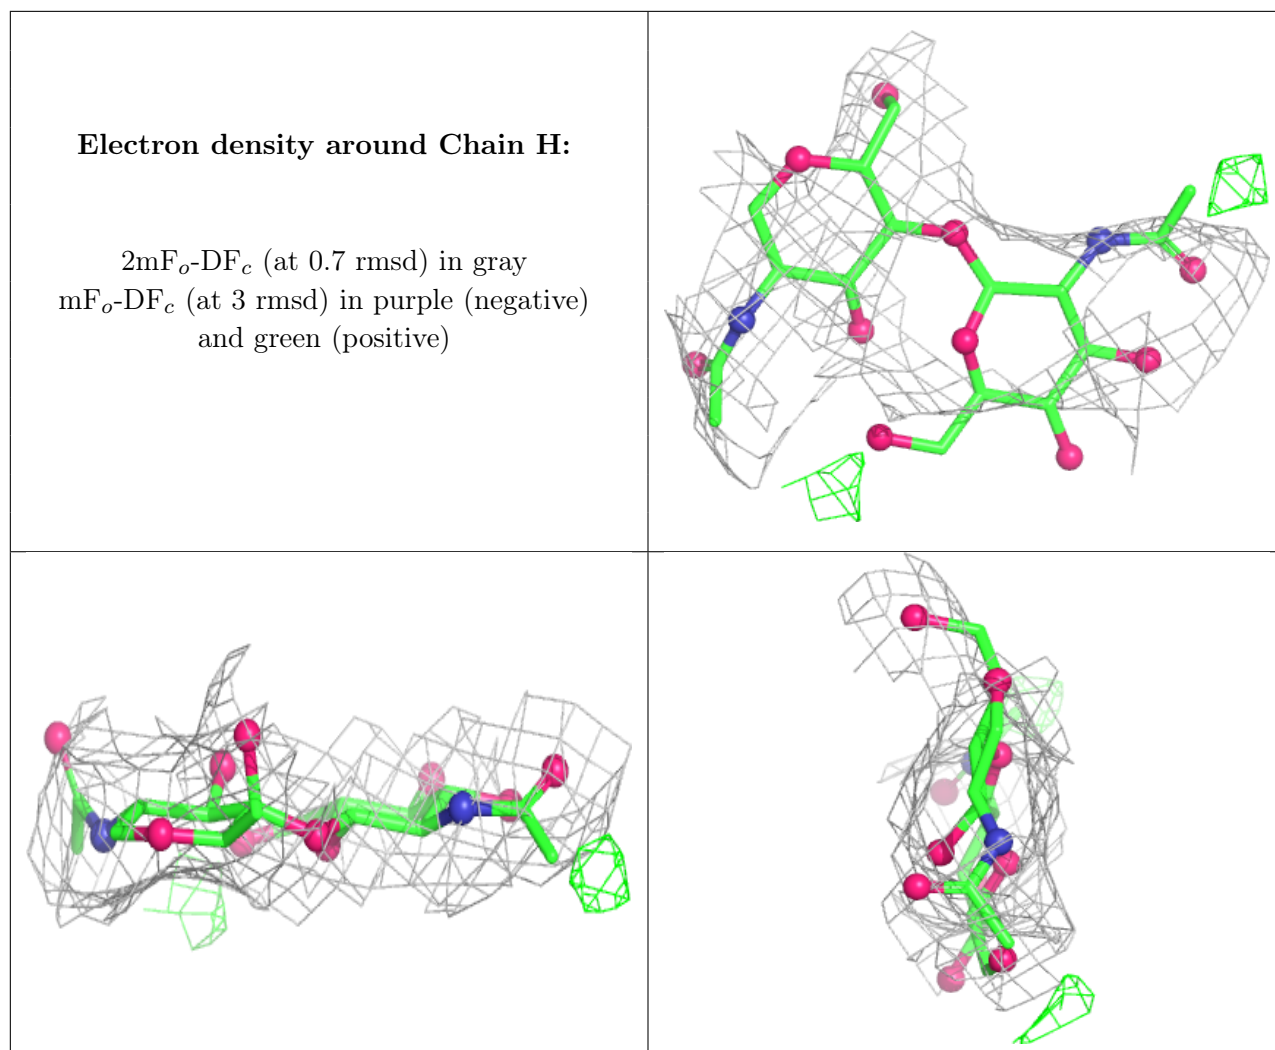 Electron density around Chain H:
2mFo-DFc (at 0.7 rmsd) in gray
mFo-DFc (at 3 rmsd) in purple (negative)
and green (positive)